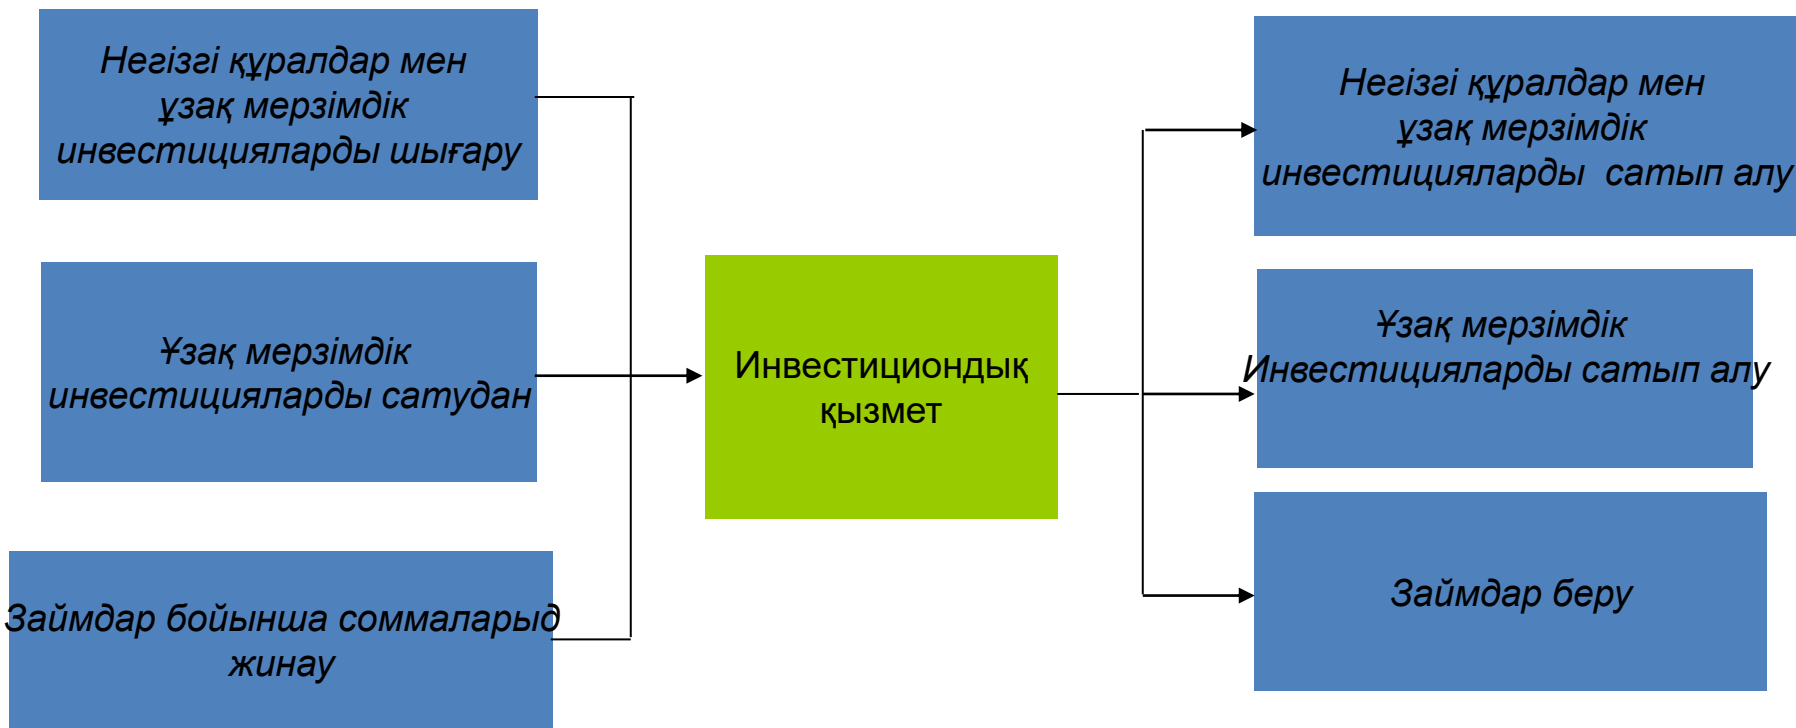 Негізгі құралдар мен
ұзақ мерзімдік
инвестицияларды шығару
Ұзақ мерзімдік
инвестицияларды сатудан
Займдар бойынша соммаларыд
жинау
Инвестициондық
қызмет
Негізгі құралдар мен
ұзақ мерзімдік
инвестицияларды сатып алу
Ұзақ мерзімдік
Инвестицияларды сатып алу
Займдар беру